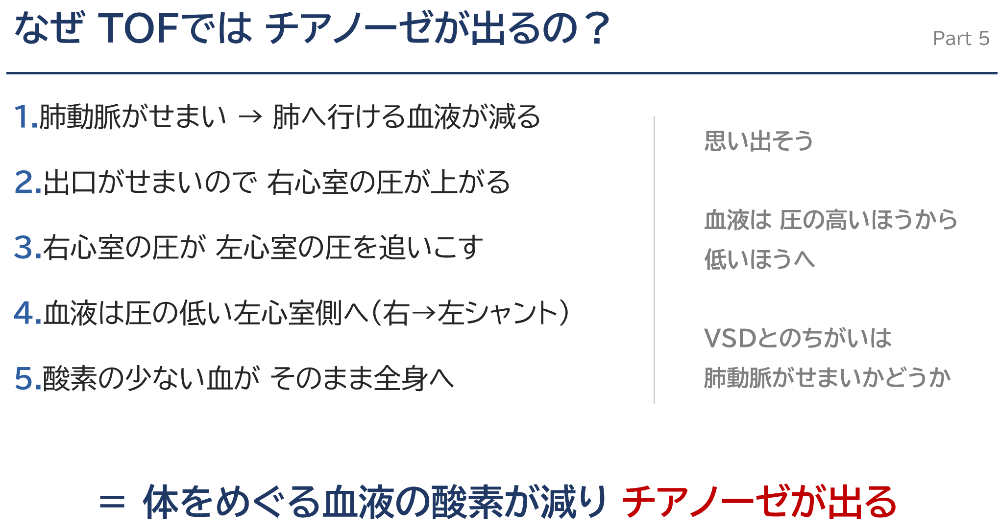 なぜ TOFでは チアノーゼが出るの？
Part 5
1.肺動脈がせまい → 肺へ行ける血液が減る
2.出口がせまいので 右心室の圧が上がる
3.右心室の圧が 左心室の圧を追いこす
4.血液は圧の低い左心室側へ（右→左シャント）
5.酸素の少ない血が そのまま全身へ
思い出そう
血液は 圧の高いほうから
低いほうへ
VSDとのちがいは
肺動脈がせまいかどうか
＝ 体をめぐる血液の酸素が減り チアノーゼが出る